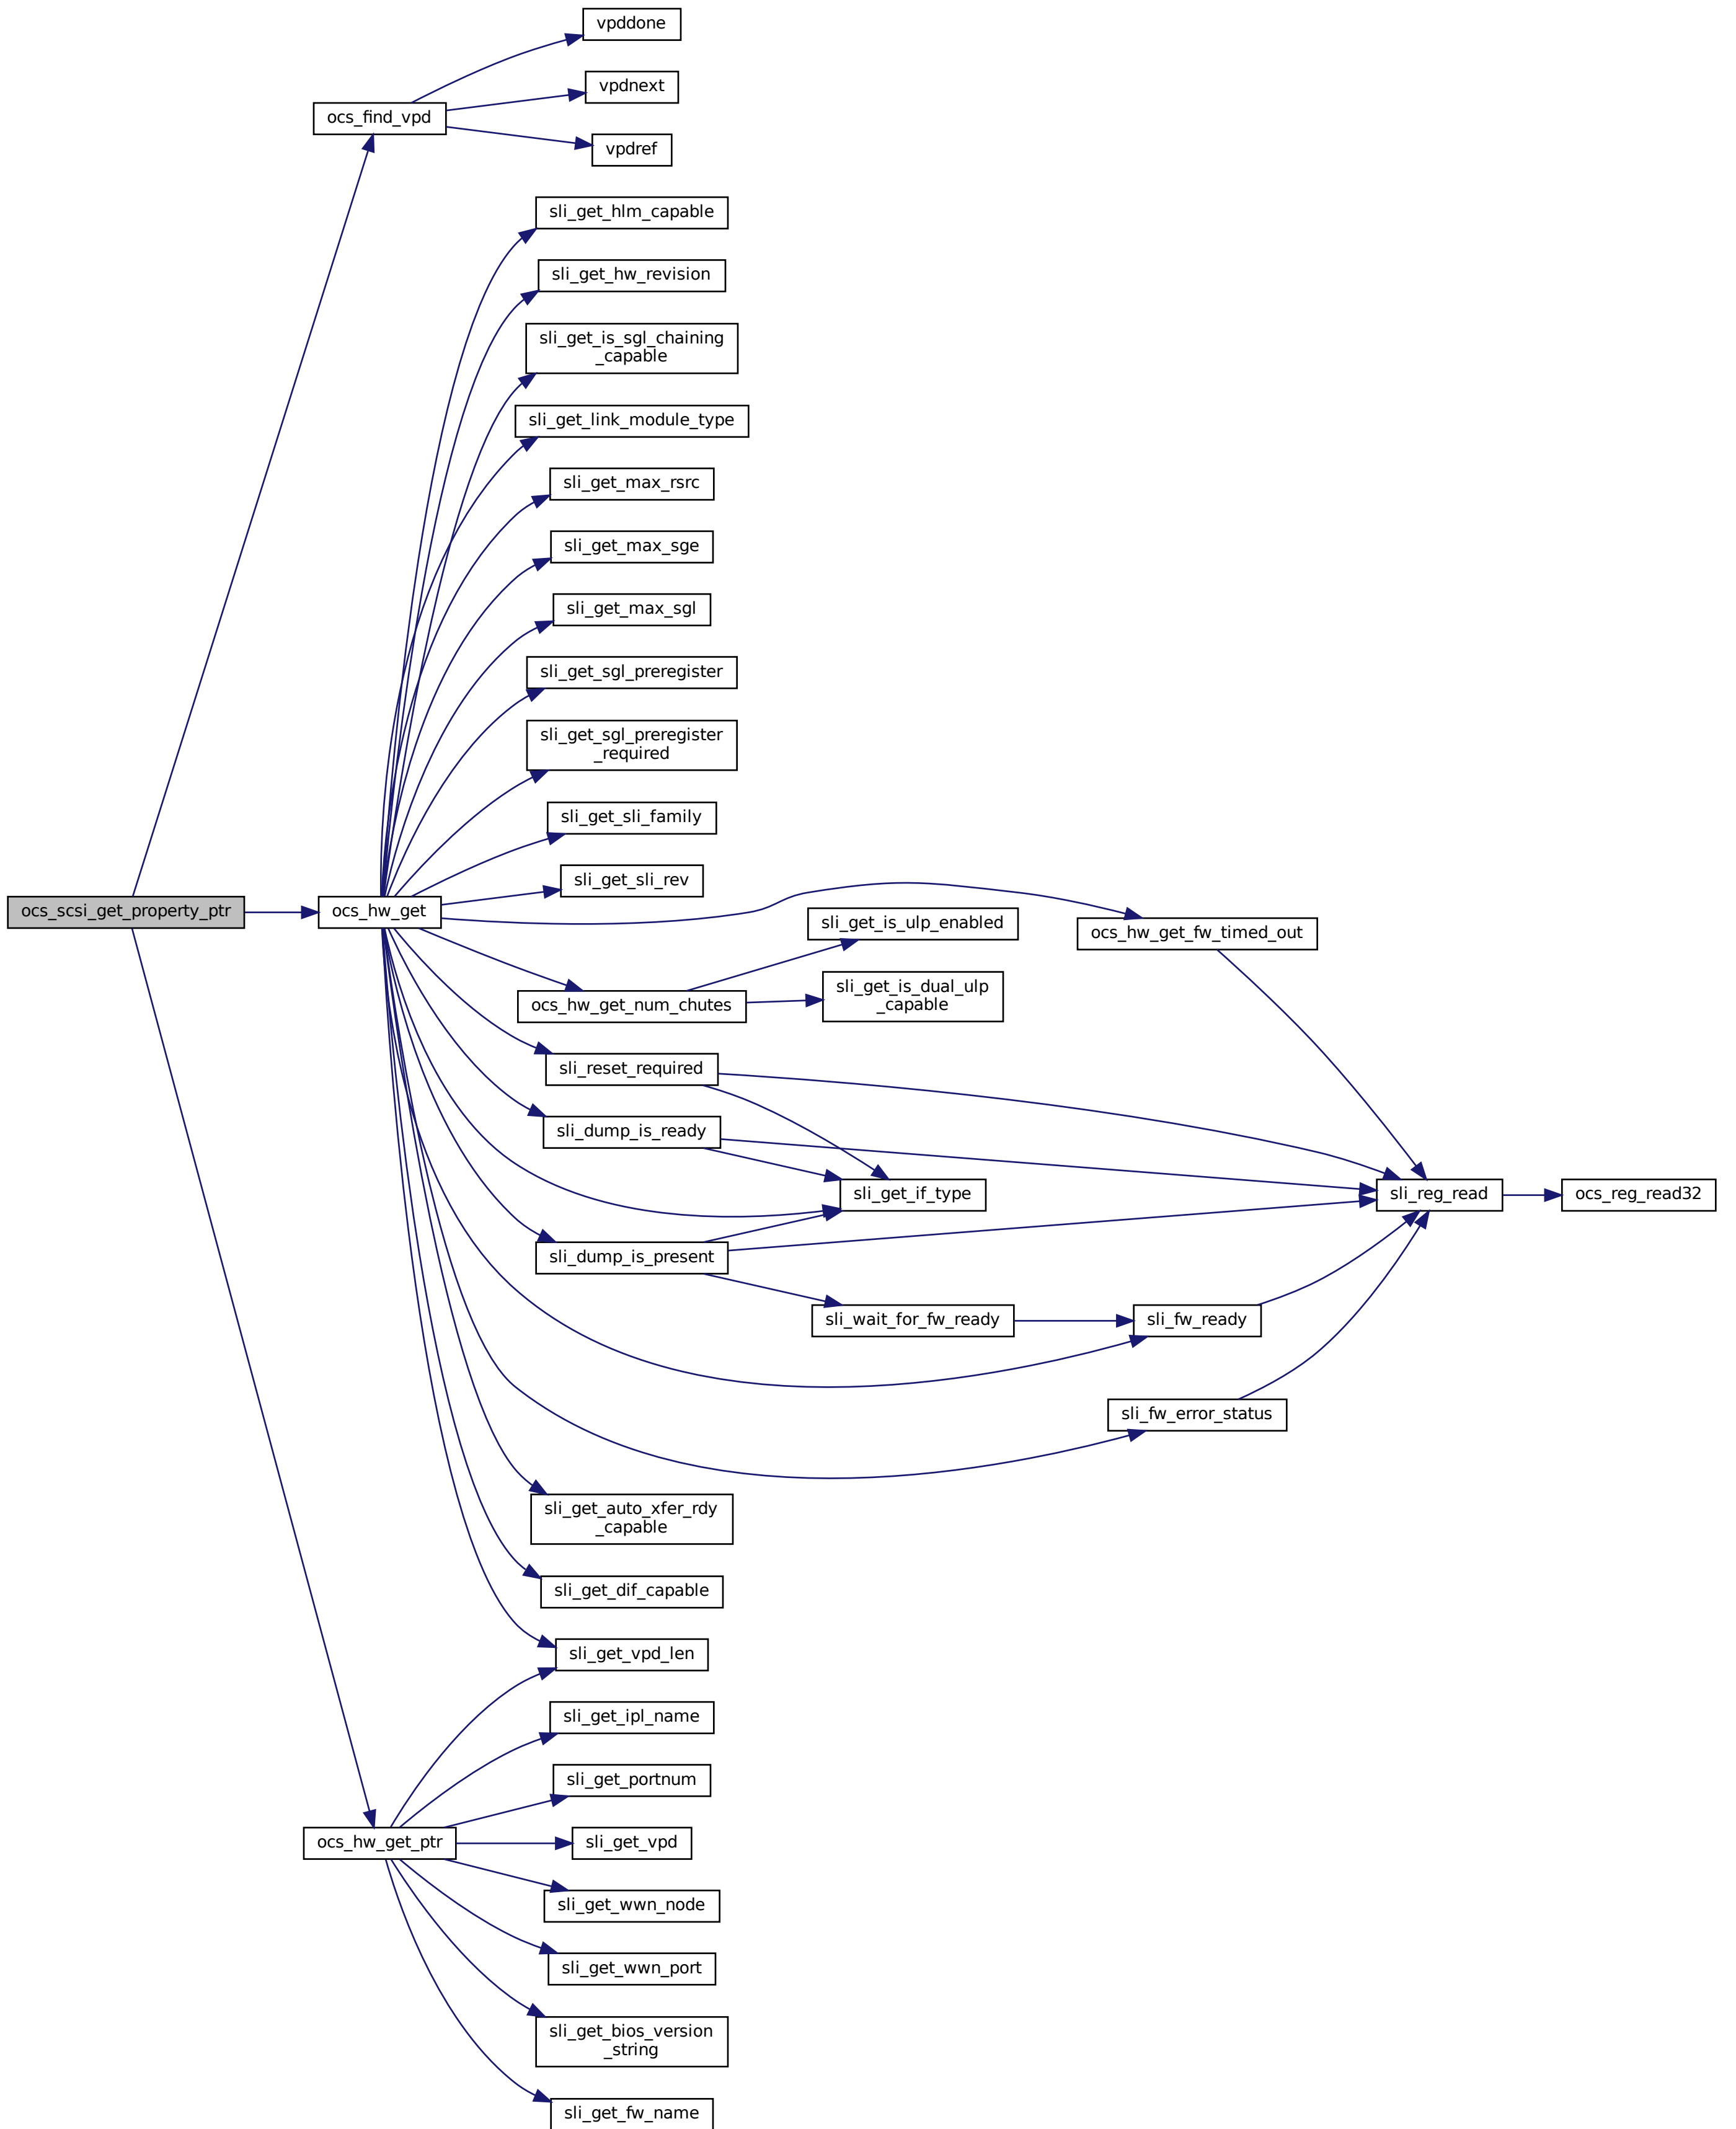 vpddone
vpdnext
ocs_find_vpd
vpdref
sli_get_hlm_capable
sli_get_hw_revision
sli_get_is_sgl_chaining
_capable
sli_get_link_module_type
sli_get_max_rsrc
sli_get_max_sge
sli_get_max_sgl
sli_get_sgl_preregister
sli_get_sgl_preregister
_required
sli_get_sli_family
sli_get_sli_rev
ocs_scsi_get_property_ptr
ocs_hw_get
sli_get_is_ulp_enabled
ocs_hw_get_fw_timed_out
sli_get_is_dual_ulp
_capable
ocs_hw_get_num_chutes
sli_reset_required
sli_dump_is_ready
sli_get_if_type
sli_reg_read
ocs_reg_read32
sli_dump_is_present
sli_wait_for_fw_ready
sli_fw_ready
sli_fw_error_status
sli_get_auto_xfer_rdy
_capable
sli_get_dif_capable
sli_get_vpd_len
sli_get_ipl_name
sli_get_portnum
ocs_hw_get_ptr
sli_get_vpd
sli_get_wwn_node
sli_get_wwn_port
sli_get_bios_version
_string
sli_get_fw_name